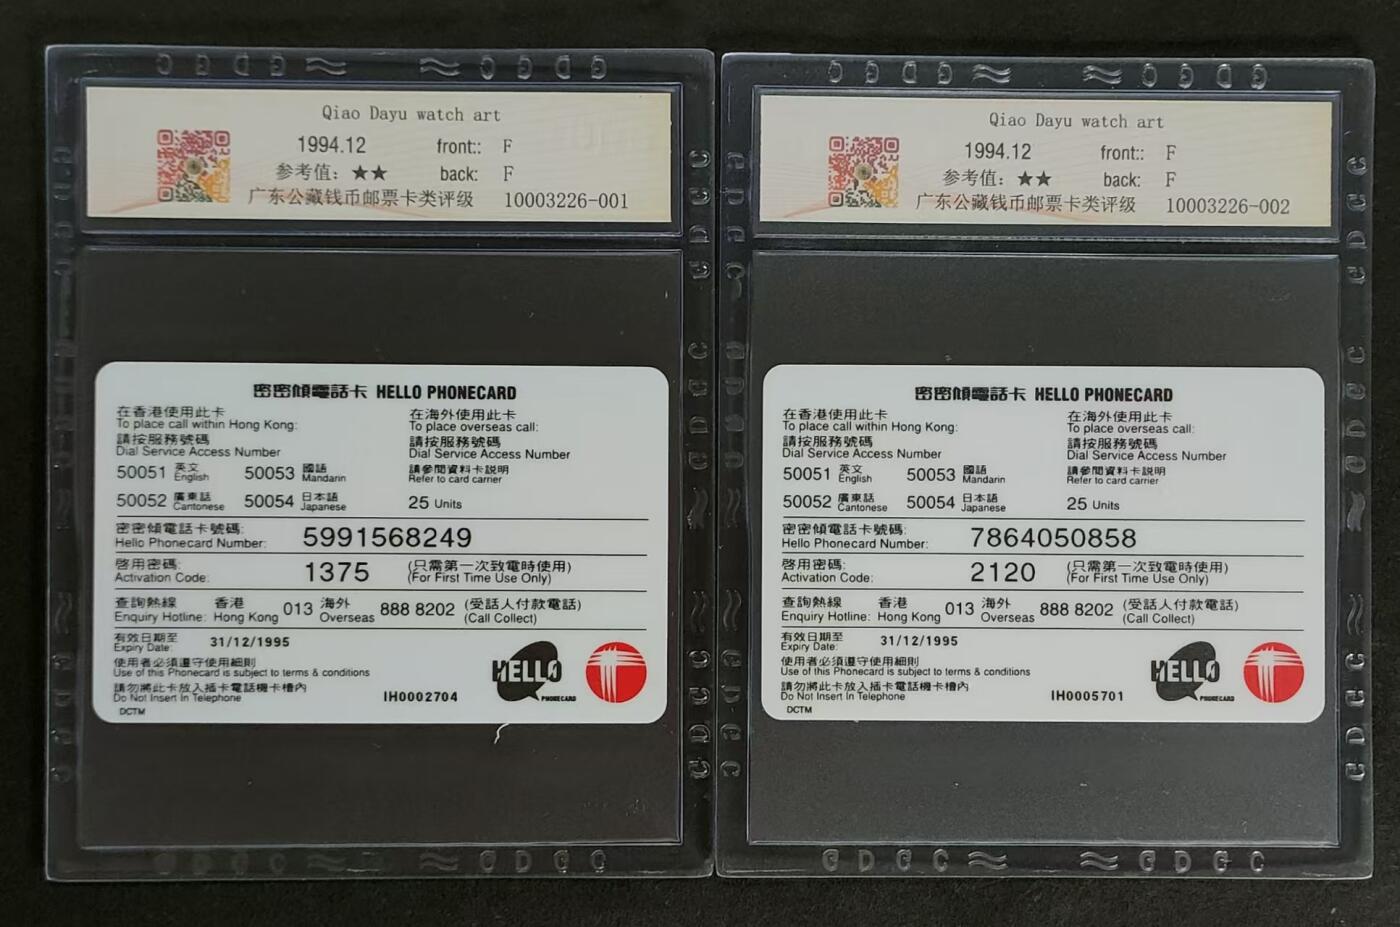 Qiao Dayu watch art
1994.12 front:: F
参考值：★★ back: F
广东公藏钱币邮票卡类评级 10003226-001
密密傾電話卡 HELLO PHONECARD
在香港使用此卡
To place call within Hong Kong:
請按服務號碼
Dial Service Access Number
50051 英文 English 50053 國語 Mandarin
50052 廣東話 Cantonese 50054 日本語 Japanese
在海外使用此卡
To place overseas call:
請按服務號碼
Dial Service Access Number
請參閱資料卡説明
Refer to card carrier
25 Units
密密傾電話卡號碼:
Hello Phonecard Number: 5991568249
啓用密碼:
Activation Code: 1375 (只需第一次致電時使用)
(For First Time Use Only)
查詢熱線 香港 海外 (受話人付款電話)
Enquiry Hotline: Hong Kong 013 Overseas 888 8202 (Call Collect)
有效日期至
Expiry Date: 31/12/1995
使用者必須遵守使用細則
Use of this Phonecard is subject to terms & conditions
請勿將此卡放入插卡電話機卡槽內
Do Not Insert In Telephone IH0002704
DCTM
HELLO
PHONECARD
Qiao Dayu watch art
1994.12 front:: F
参考值：★★ back: F
广东公藏钱币邮票卡类评级 10003226-002
密密傾電話卡 HELLO PHONECARD
在香港使用此卡
To place call within Hong Kong:
請按服務號碼
Dial Service Access Number
50051 英文 English 50053 國語 Mandarin
50052 廣東話 Cantonese 50054 日本語 Japanese
在海外使用此卡
To place overseas call:
請按服務號碼
Dial Service Access Number
請參閱資料卡説明
Refer to card carrier
25 Units
密密傾電話卡號碼:
Hello Phonecard Number: 7864050858
啓用密碼:
Activation Code: 2120 (只需第一次致電時使用)
(For First Time Use Only)
查詢熱線 香港 海外 (受話人付款電話)
Enquiry Hotline: Hong Kong 013 Overseas 888 8202 (Call Collect)
有效日期至
Expiry Date: 31/12/1995
使用者必須遵守使用細則
Use of this Phonecard is subject to terms & conditions
請勿將此卡放入插卡電話機卡槽內
Do Not Insert In Telephone IH0005701
DCTM
HELLO
PHONECARD